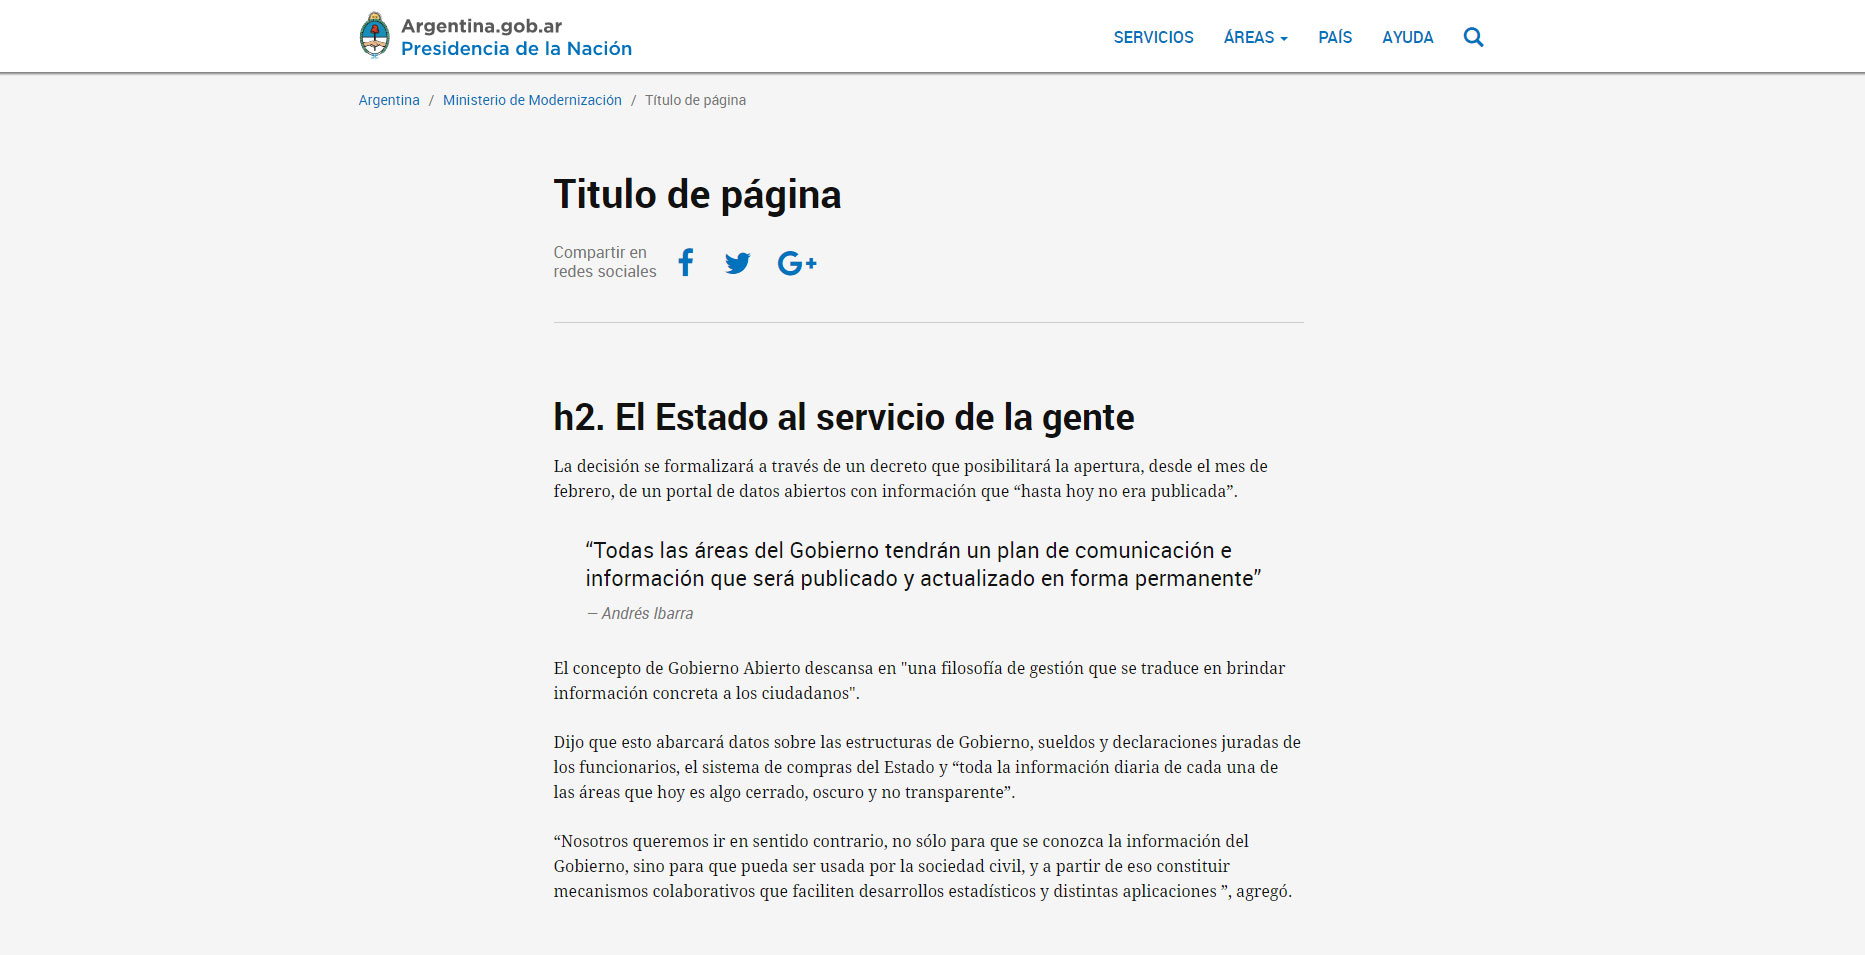 Argentina.gob.ar
Presidencia de la Nación
SERVICIOS ÁREAS PAÍS AYUDA
Argentina / Ministerio de Modernización / Título de página
Titulo de página
Compartir en
redes sociales
h2. El Estado al servicio de la gente
La decisión se formalizará a través de un decreto que posibilitará la apertura, desde el mes de
febrero, de un portal de datos abiertos con información que “hasta hoy no era publicada”.
“Todas las áreas del Gobierno tendrán un plan de comunicación e
información que será publicado y actualizado en forma permanente”
— Andrés Ibarra
El concepto de Gobierno Abierto descansa en "una filosofía de gestión que se traduce en brindar
información concreta a los ciudadanos".
Dijo que esto abarcará datos sobre las estructuras de Gobierno, sueldos y declaraciones juradas de
los funcionarios, el sistema de compras del Estado y “toda la información diaria de cada una de
las áreas que hoy es algo cerrado, oscuro y no transparente”.
“Nosotros queremos ir en sentido contrario, no sólo para que se conozca la información del
Gobierno, sino para que pueda ser usada por la sociedad civil, y a partir de eso constituir
mecanismos colaborativos que faciliten desarrollos estadísticos y distintas aplicaciones ”, agregó.